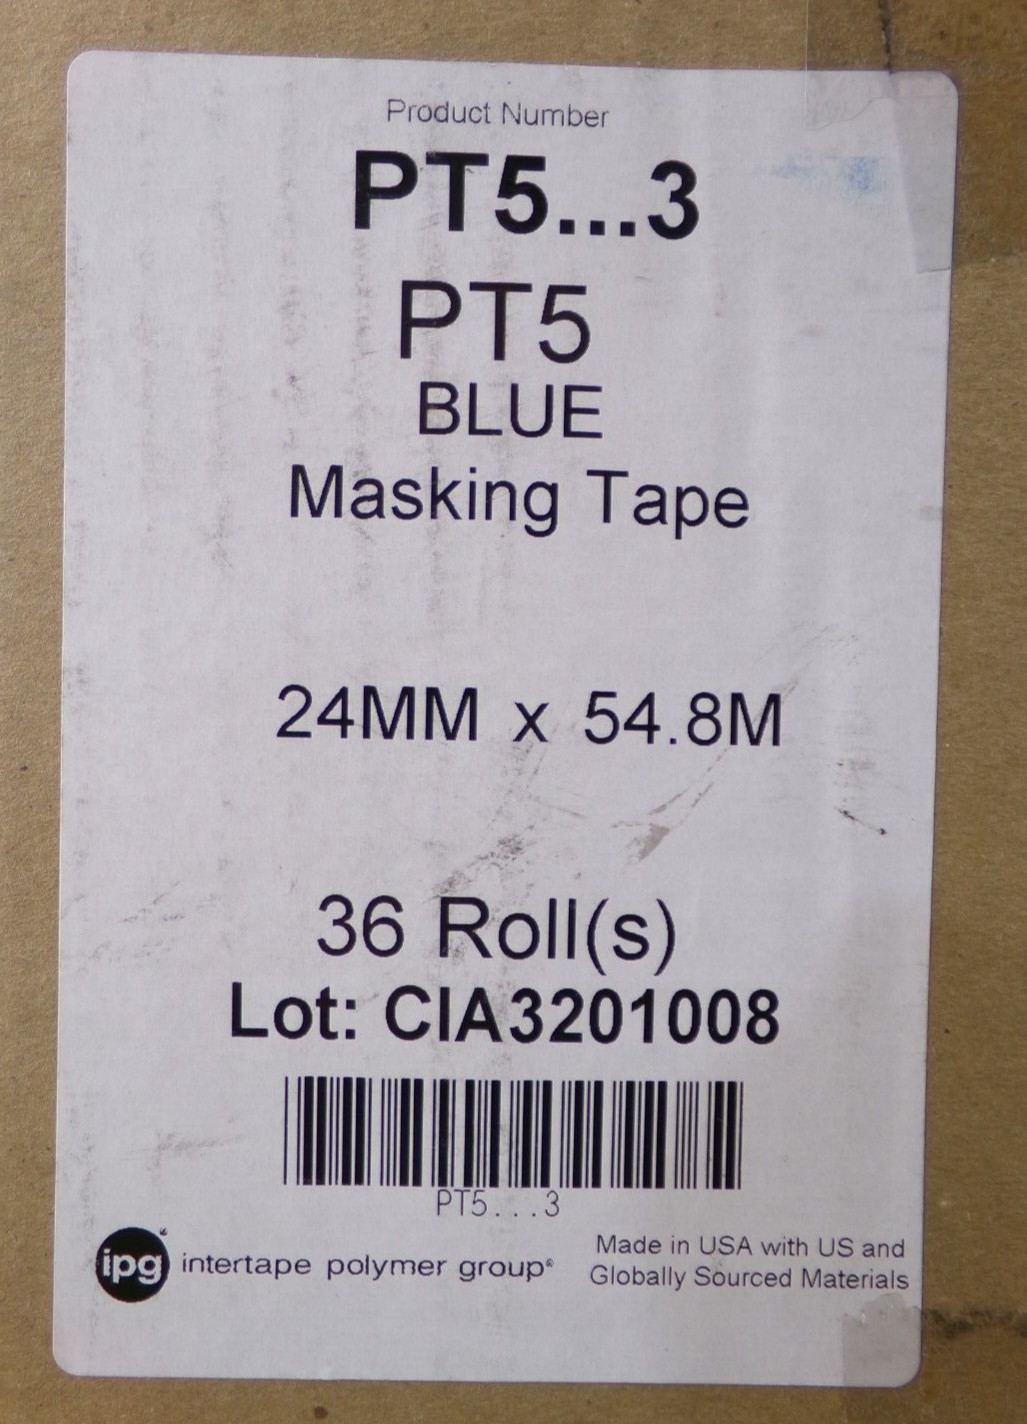 Product Number
PT5...3
PT5
BLUE
Masking Tape
24MM x 54.8M
36 Roll(s)
Lot: CIA3201008
PT5...3
ipg intertape polymer group®
Made in USA with US and
Globally Sourced Materials